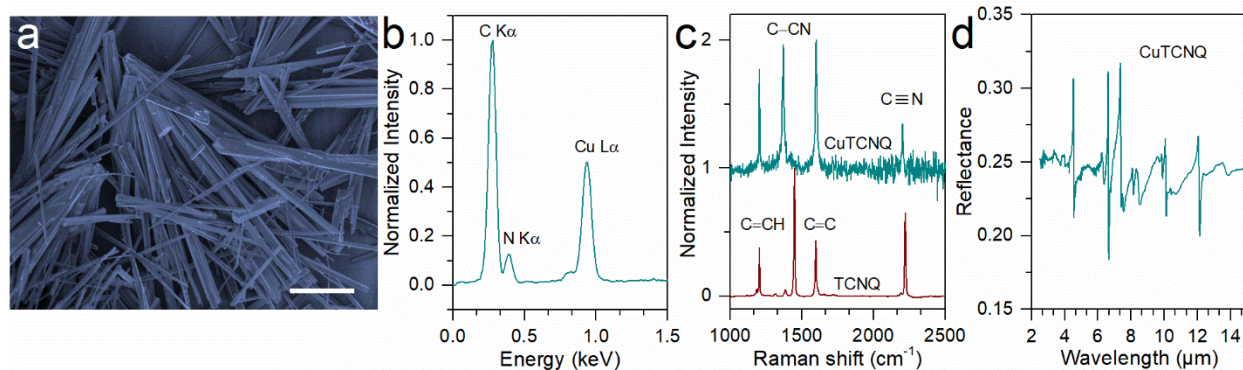 a
b
Normalized Intensity
1.0
0.8
0.6
0.4
0.2
0.0
C Kα
N Kα
Cu Lα
0.0 0.5 1.0 1.5
Energy (keV)
c
Normalized Intensity
2
1
0
C–CN
C≡N
CuTCNQ
C=CH
C=C
TCNQ
1000 1500 2000 2500
Raman shift (cm⁻¹)
d
Reflectance
0.35
0.30
0.25
0.20
0.15
CuTCNQ
2 4 6 8 10 12 14
Wavelength (μm)